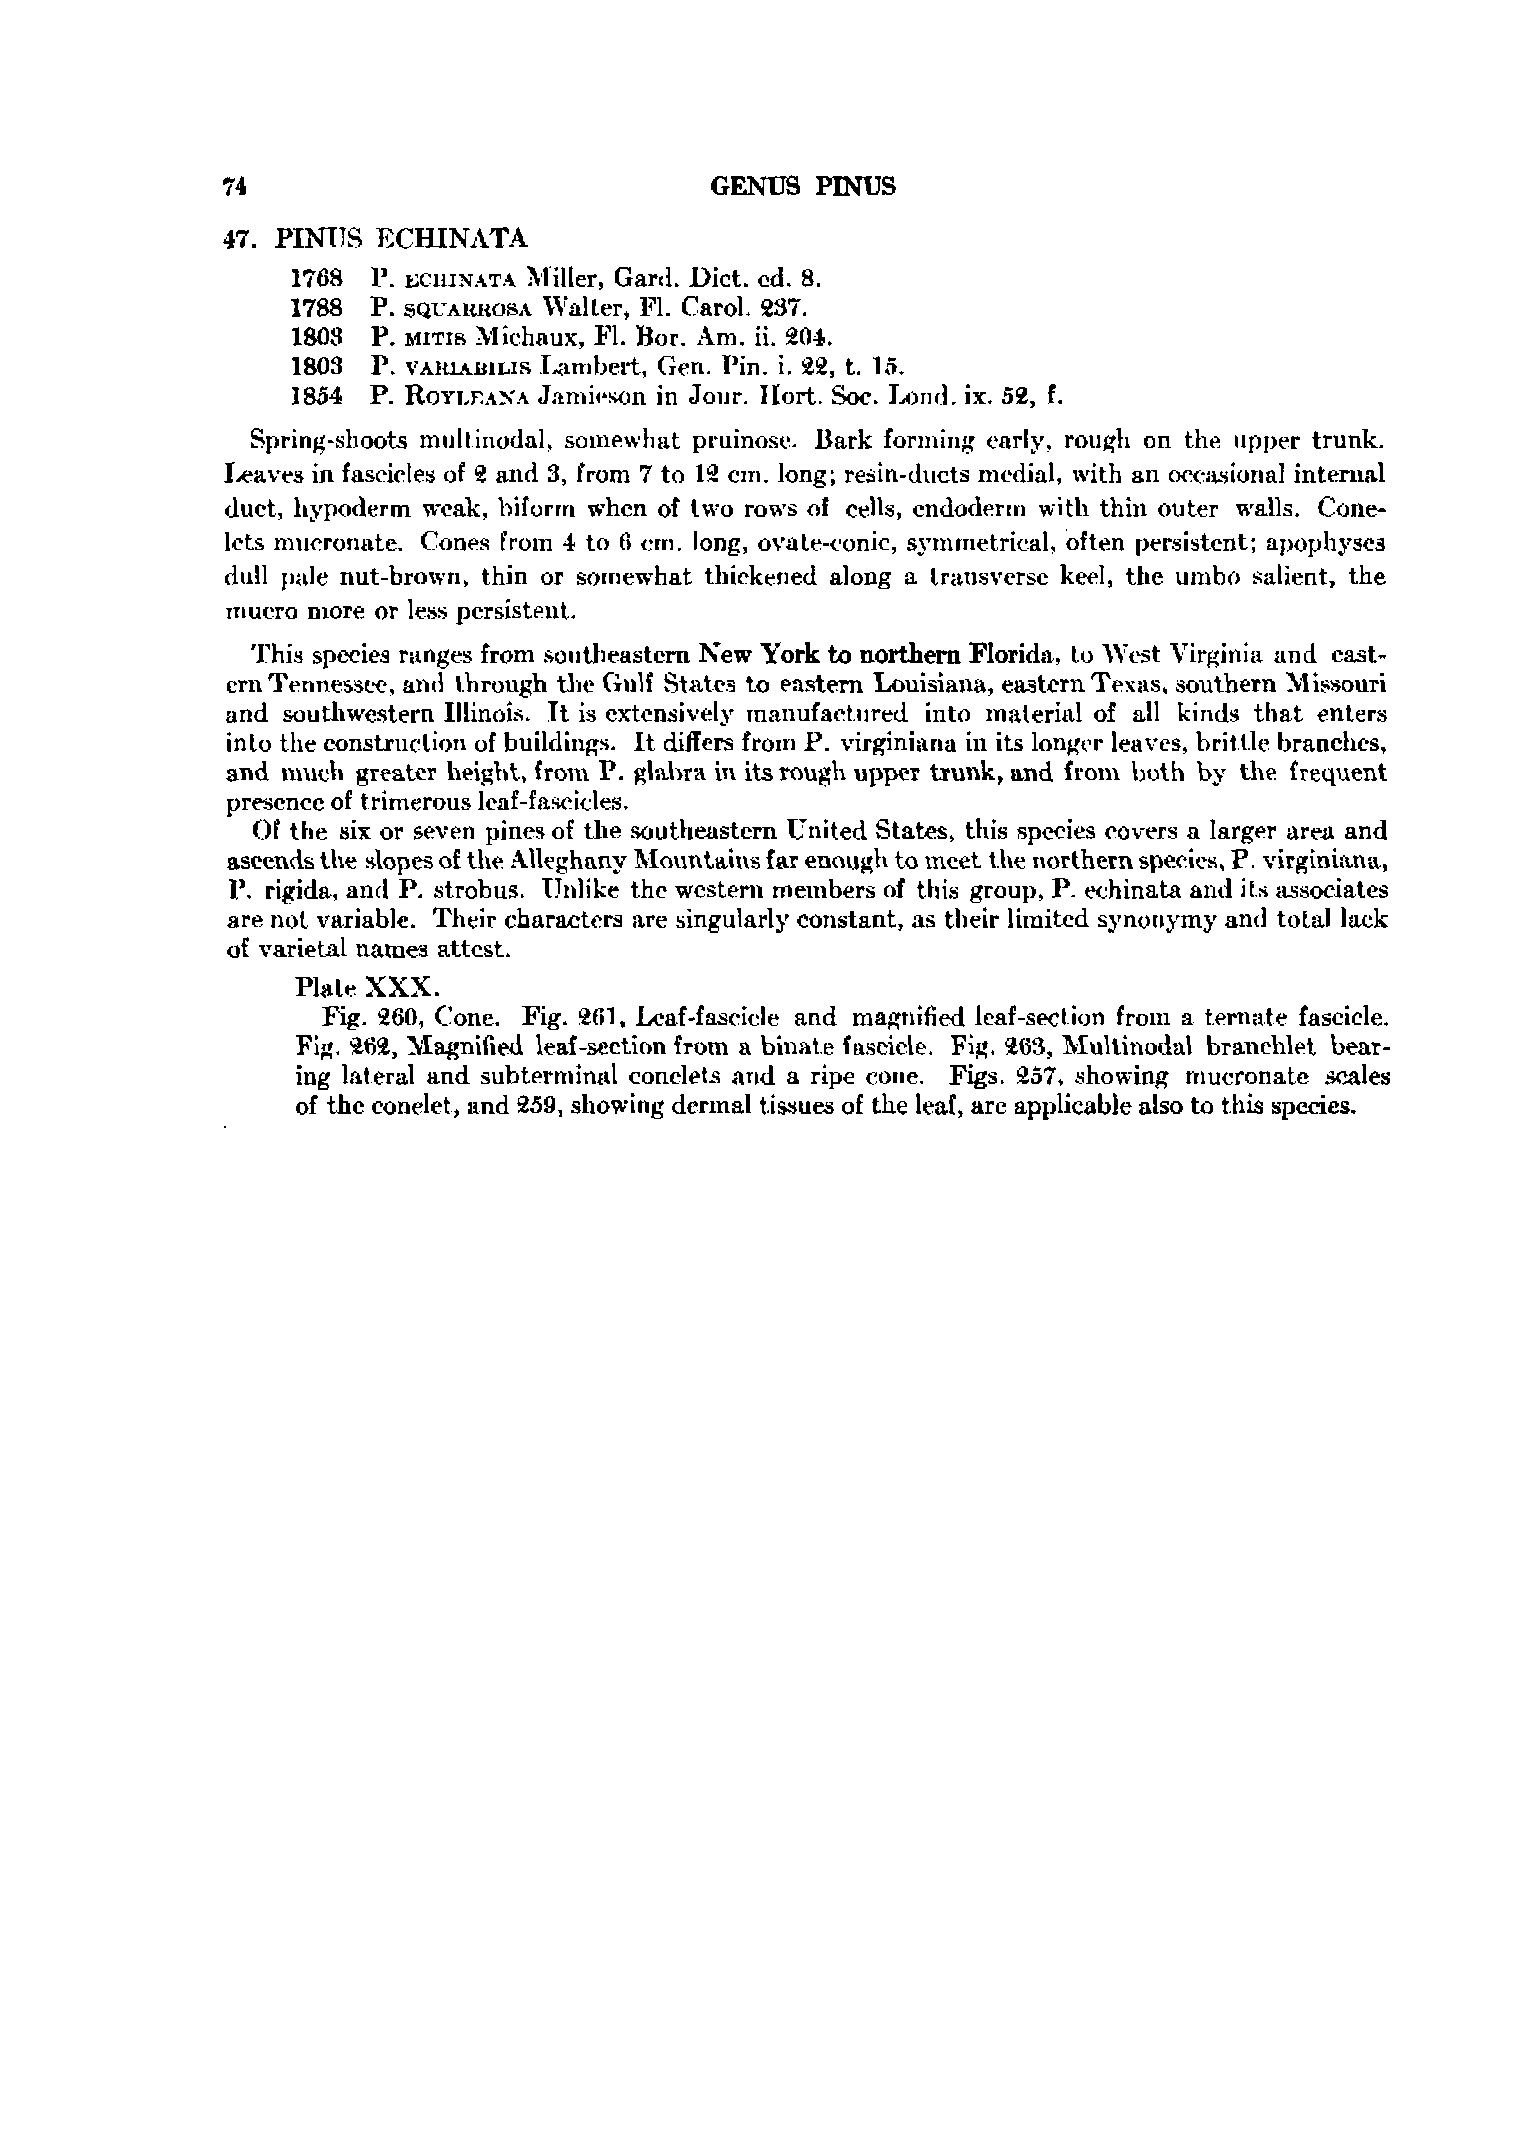 74 GENUS PINUS
47. PINUS ECHINATA
1768 P. ECHINATA Miller, Gard. Dict. ed. 8.
1788 P. SQUARROSA Walter, Fl. Carol. 237.
1803 P. MITIS Michaux, Fl. Bor. Am. ii. 204.
1803 P. VARIABILIS Lambert, Gen. Pin. i. 22, t. 15.
1854 P. ROYLEANA Jamieson in Jour. Hort. Soc. Lond. ix. 52, f.
Spring-shoots multinodal, somewhat pruinose. Bark forming early, rough on the upper trunk.
Leaves in fascicles of 2 and 3, from 7 to 12 cm. long; resin-ducts medial, with an occasional internal
duct, hypoderm weak, biform when of two rows of cells, endoderm with thin outer walls. Cone-
lets mucronate. Cones from 4 to 6 cm. long, ovate-conic, symmetrical, often persistent; apophyses
dull pale nut-brown, thin or somewhat thickened along a transverse keel, the umbo salient, the
mucro more or less persistent.
This species ranges from southeastern New York to northern Florida, to West Virginia and east-
ern Tennessee, and through the Gulf States to eastern Louisiana, eastern Texas, southern Missouri
and southwestern Illinois. It is extensively manufactured into material of all kinds that enters
into the construction of buildings. It differs from P. virginiana in its longer leaves, brittle branches,
and much greater height, from P. glabra in its rough upper trunk, and from both by the frequent
presence of trimerous leaf-fascicles.
Of the six or seven pines of the southeastern United States, this species covers a larger area and
ascends the slopes of the Alleghany Mountains far enough to meet the northern species, P. virginiana,
P. rigida, and P. strobus. Unlike the western members of this group, P. echinata and its associates
are not variable. Their characters are singularly constant, as their limited synonymy and total lack
of varietal names attest.
Plate XXX.
Fig. 260, Cone. Fig. 261, Leaf-fascicle and magnified leaf-section from a ternate fascicle.
Fig. 262, Magnified leaf-section from a binate fascicle. Fig. 263, Multinodal branchlet bear-
ing lateral and subterminal conelets and a ripe cone. Figs. 257, showing mucronate scales
of the conelet, and 259, showing dermal tissues of the leaf, are applicable also to this species.